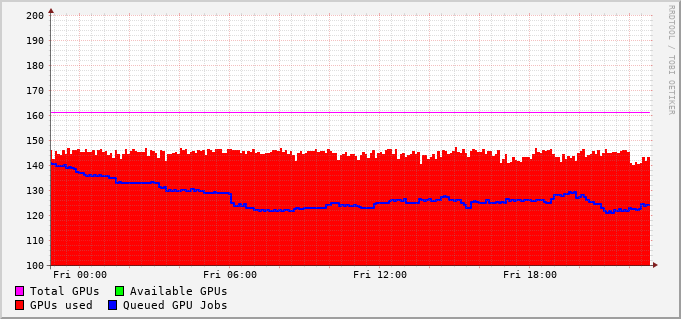 200
190
180
170
160
150
140
130
120
110
100
Fri 00:00 Fri 06:00 Fri 12:00 Fri 18:00
Total GPUs Available GPUs
GPUs used Queued GPU Jobs
RRDTOOL / TOBI OETIKER